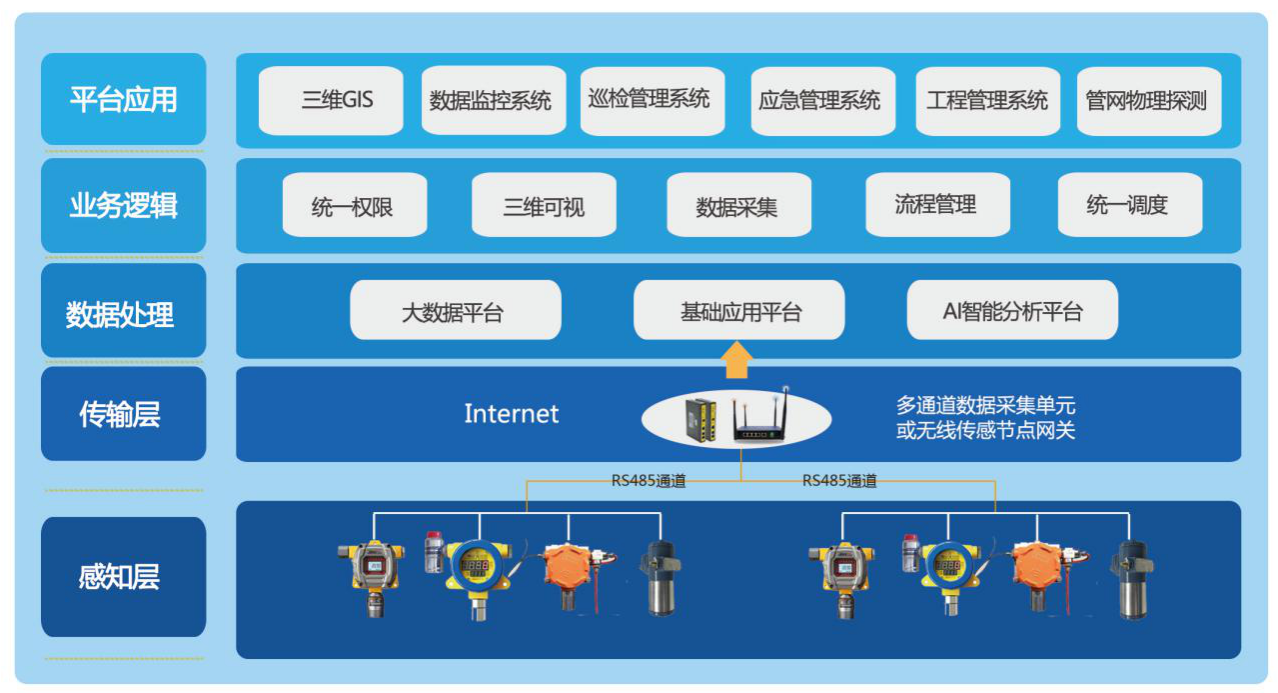 平台应用
三维GIS
数据监控系统
巡检管理系统
应急管理系统
工程管理系统
管网物理探测
业务逻辑
统一权限
三维可视
数据采集
流程管理
统一调度
数据处理
大数据平台
基础应用平台
AI智能分析平台
传输层
Internet
多通道数据采集单元
或无线传感节点网关
RS485通道
RS485通道
感知层